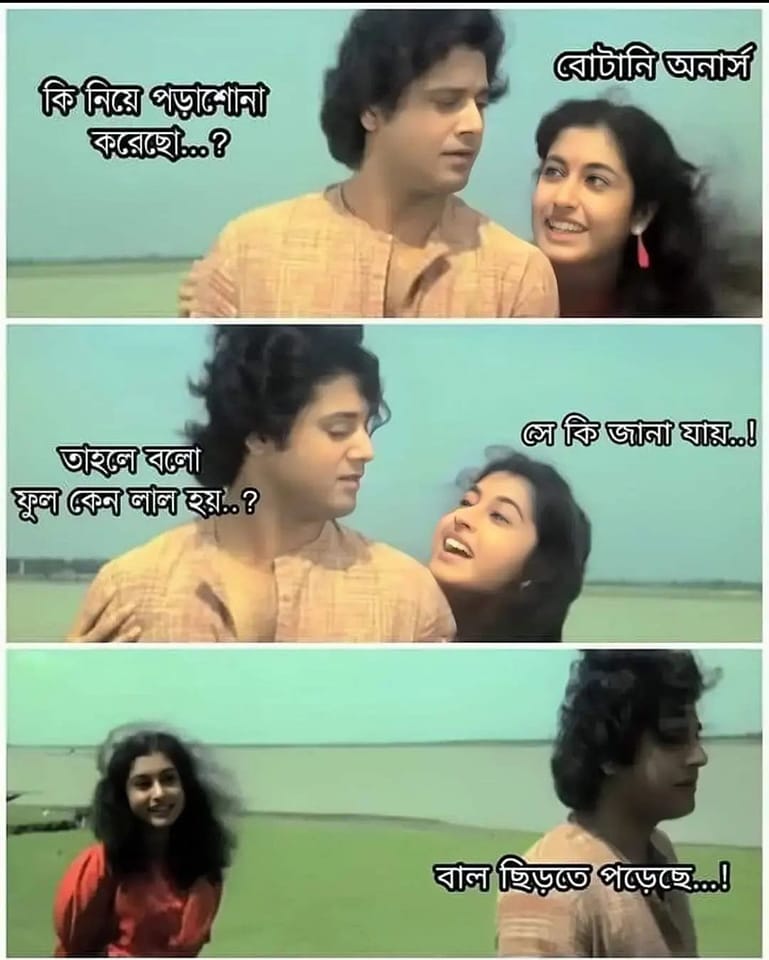 কি নিয়ে পড়াশোনা
করেছো...?
বোটানি অনার্স
তাহলে বলো
ফুল কেন লাল হয়..?
সে কি জানা যায়..!
বাল ছিড়তে পড়েছে...!